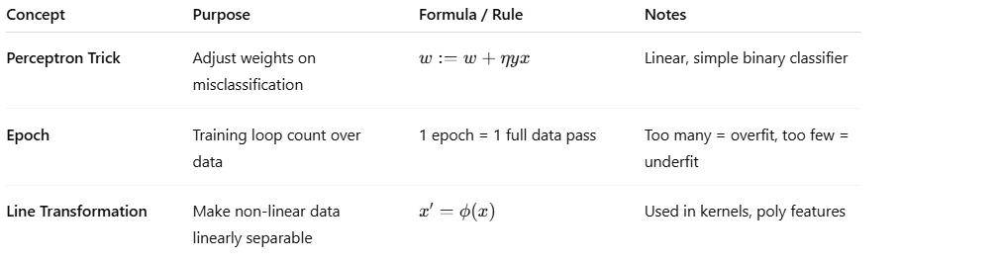 Concept Purpose Formula / Rule Notes
Perceptron Trick Adjust weights on misclassification w := w + ηyx Linear, simple binary classifier
Epoch Training loop count over data 1 epoch = 1 full data pass Too many = overfit, too few = underfit
Line Transformation Make non-linear data linearly separable x′ = ϕ(x) Used in kernels, poly features